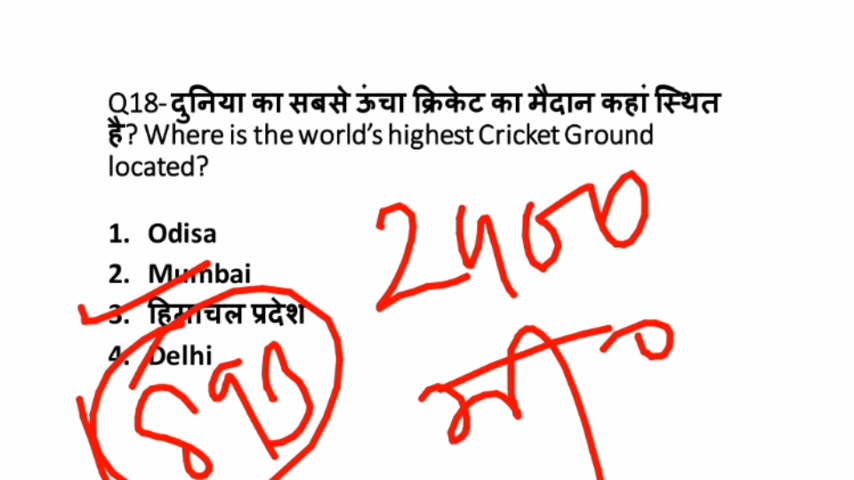 Q18-दुनिया का सबसे ऊंचा क्रिकेट का मैदान कहां स्थित
है? Where is the world's highest Cricket Ground
located?
1. Odisa
2. Mumbai
3. हिमाचल प्रदेश
4. Delhi